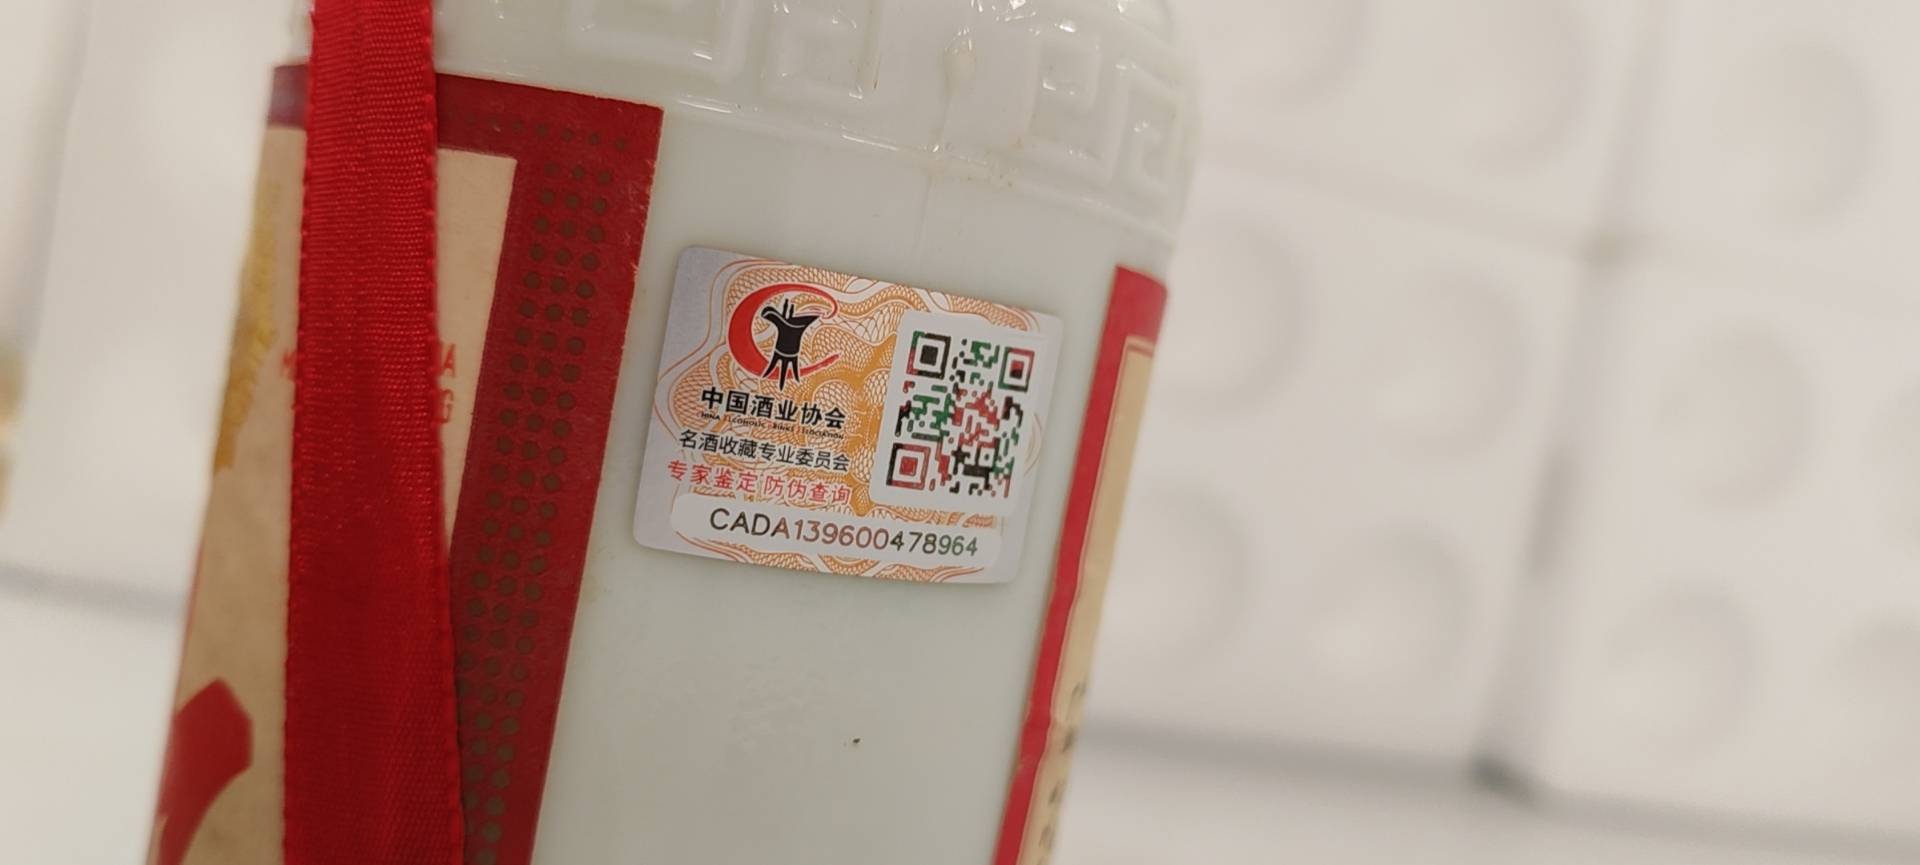 中国酒业协会
名酒收藏专业委员会
专家鉴定 防伪查询
CADA139600478964